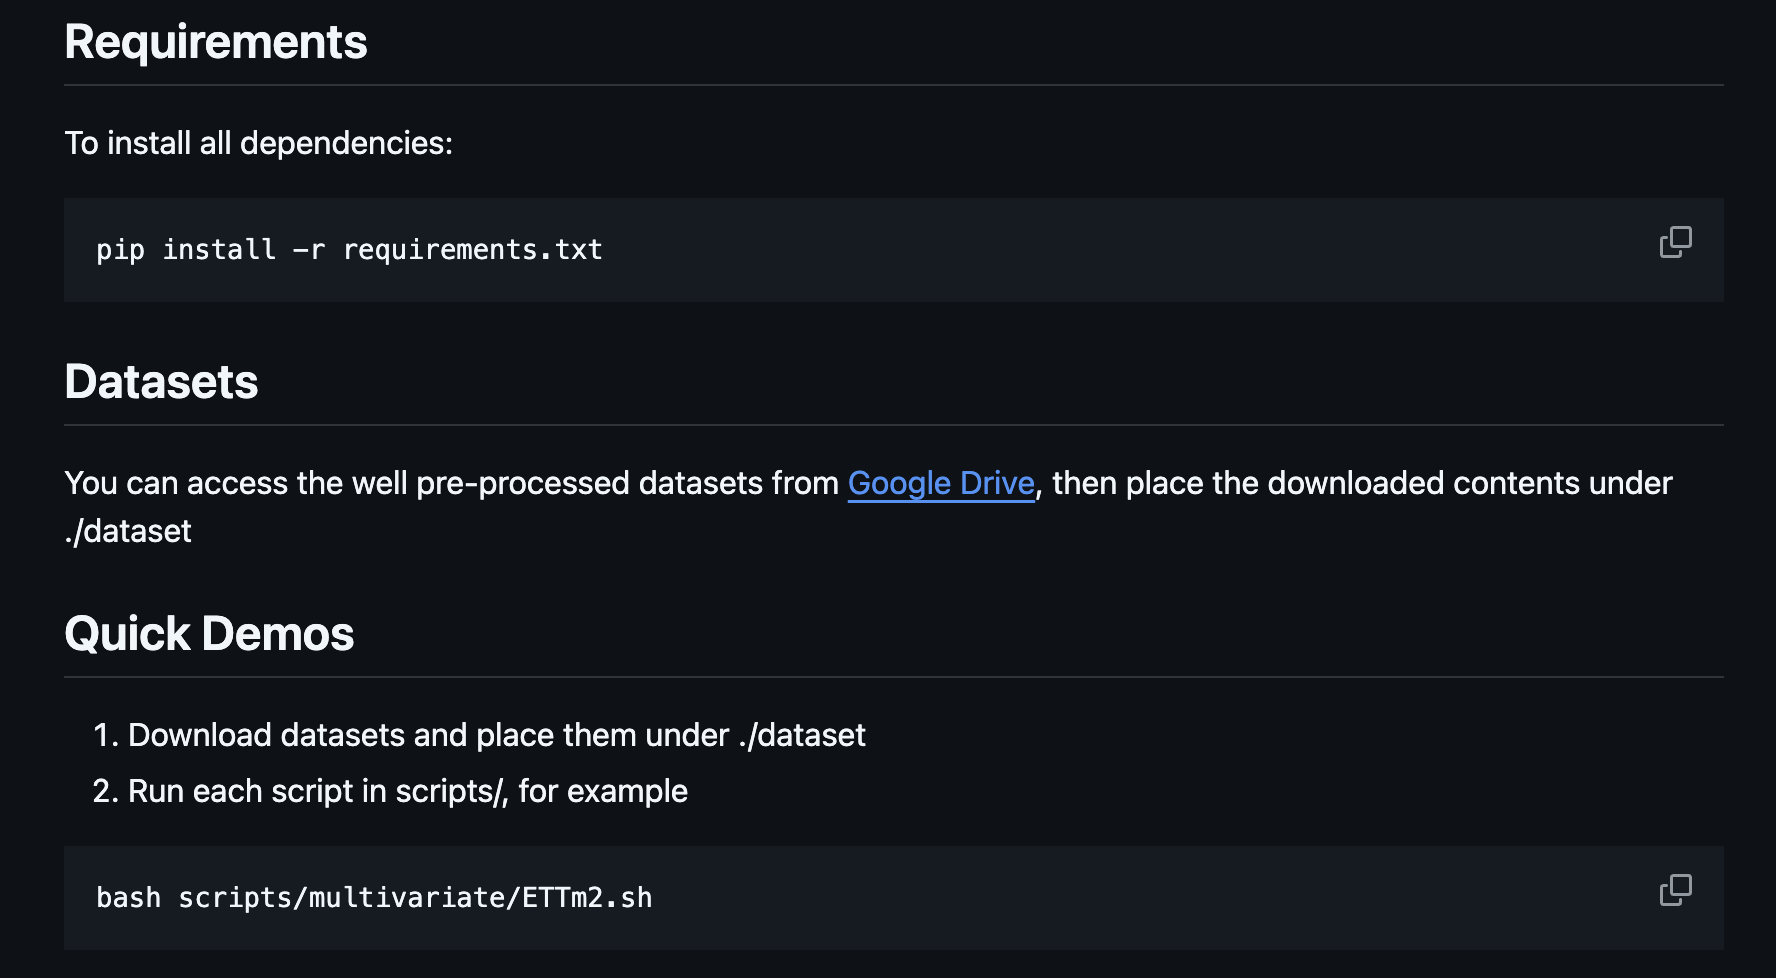 Requirements
To install all dependencies:
pip install -r requirements.txt
Datasets
You can access the well pre-processed datasets from Google Drive, then place the downloaded contents under
./dataset
Quick Demos
1. Download datasets and place them under ./dataset
2. Run each script in scripts/, for example
bash scripts/multivariate/ETTm2.sh